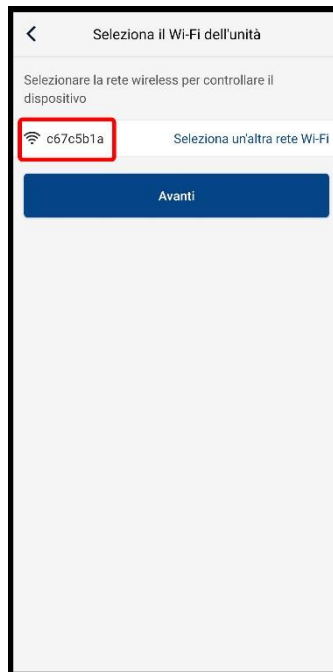 Seleziona il Wi-Fi dell'unità
Selezionare la rete wireless per controllare il
dispositivo
c67c5b1a Seleziona un'altra rete Wi-Fi
Avanti